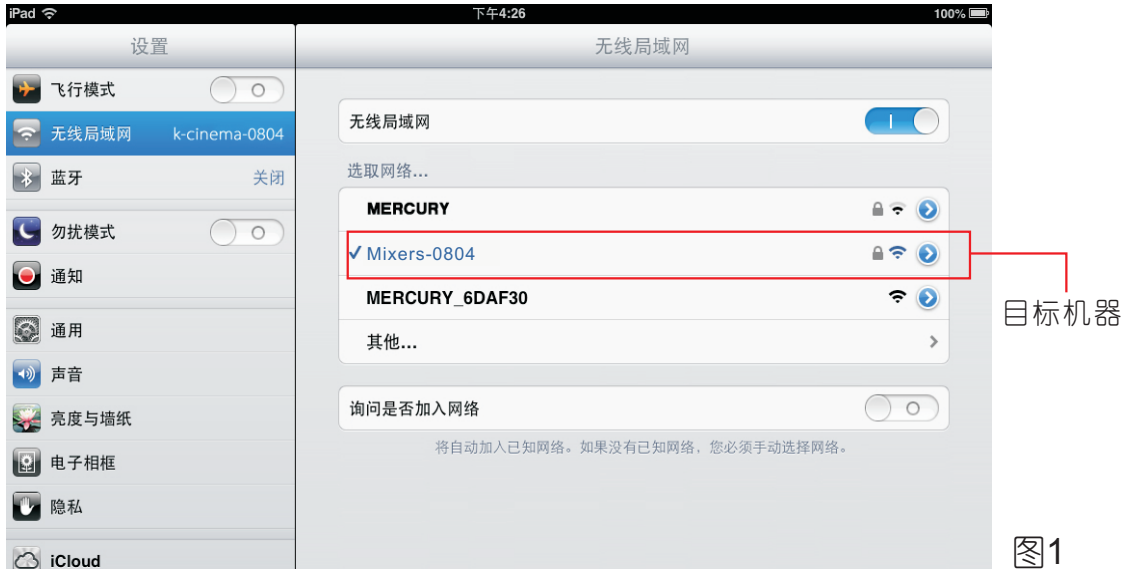 iPad 下午4:26 100%
设置 无线局域网
飞行模式
无线局域网 k-cinema-0804
蓝牙 关闭
勿扰模式
通知
通用
声音
亮度与墙纸
电子相框
隐私
iCloud
无线局域网
选取网络...
MERCURY
✓ Mixers-0804
MERCURY_6DAF30
其他...
询问是否加入网络
将自动加入已知网络。如果没有已知网络，您必须手动选择网络。
目标机器
图1